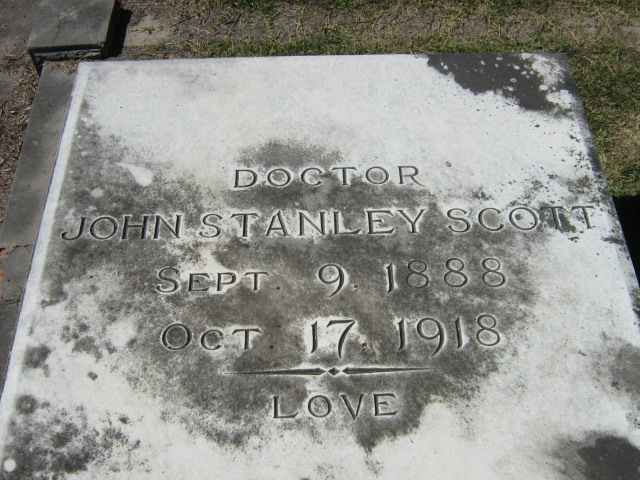 DOCTOR
JOHN STANLEY SCOTT
SEPT. 9. 1888
OCT. 17. 1918
LOVE